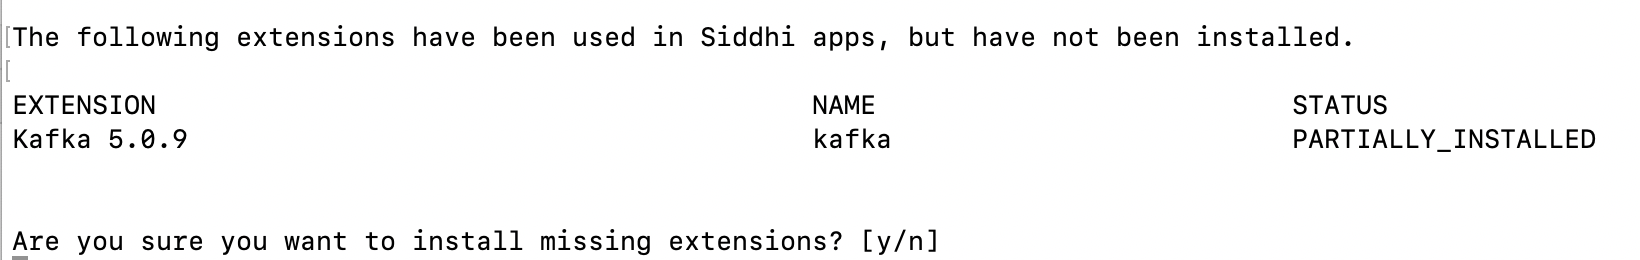 [The following extensions have been used in Siddhi apps, but have not been installed.
[
EXTENSION NAME STATUS
Kafka 5.0.9 kafka PARTIALLY_INSTALLED
Are you sure you want to install missing extensions? [y/n]